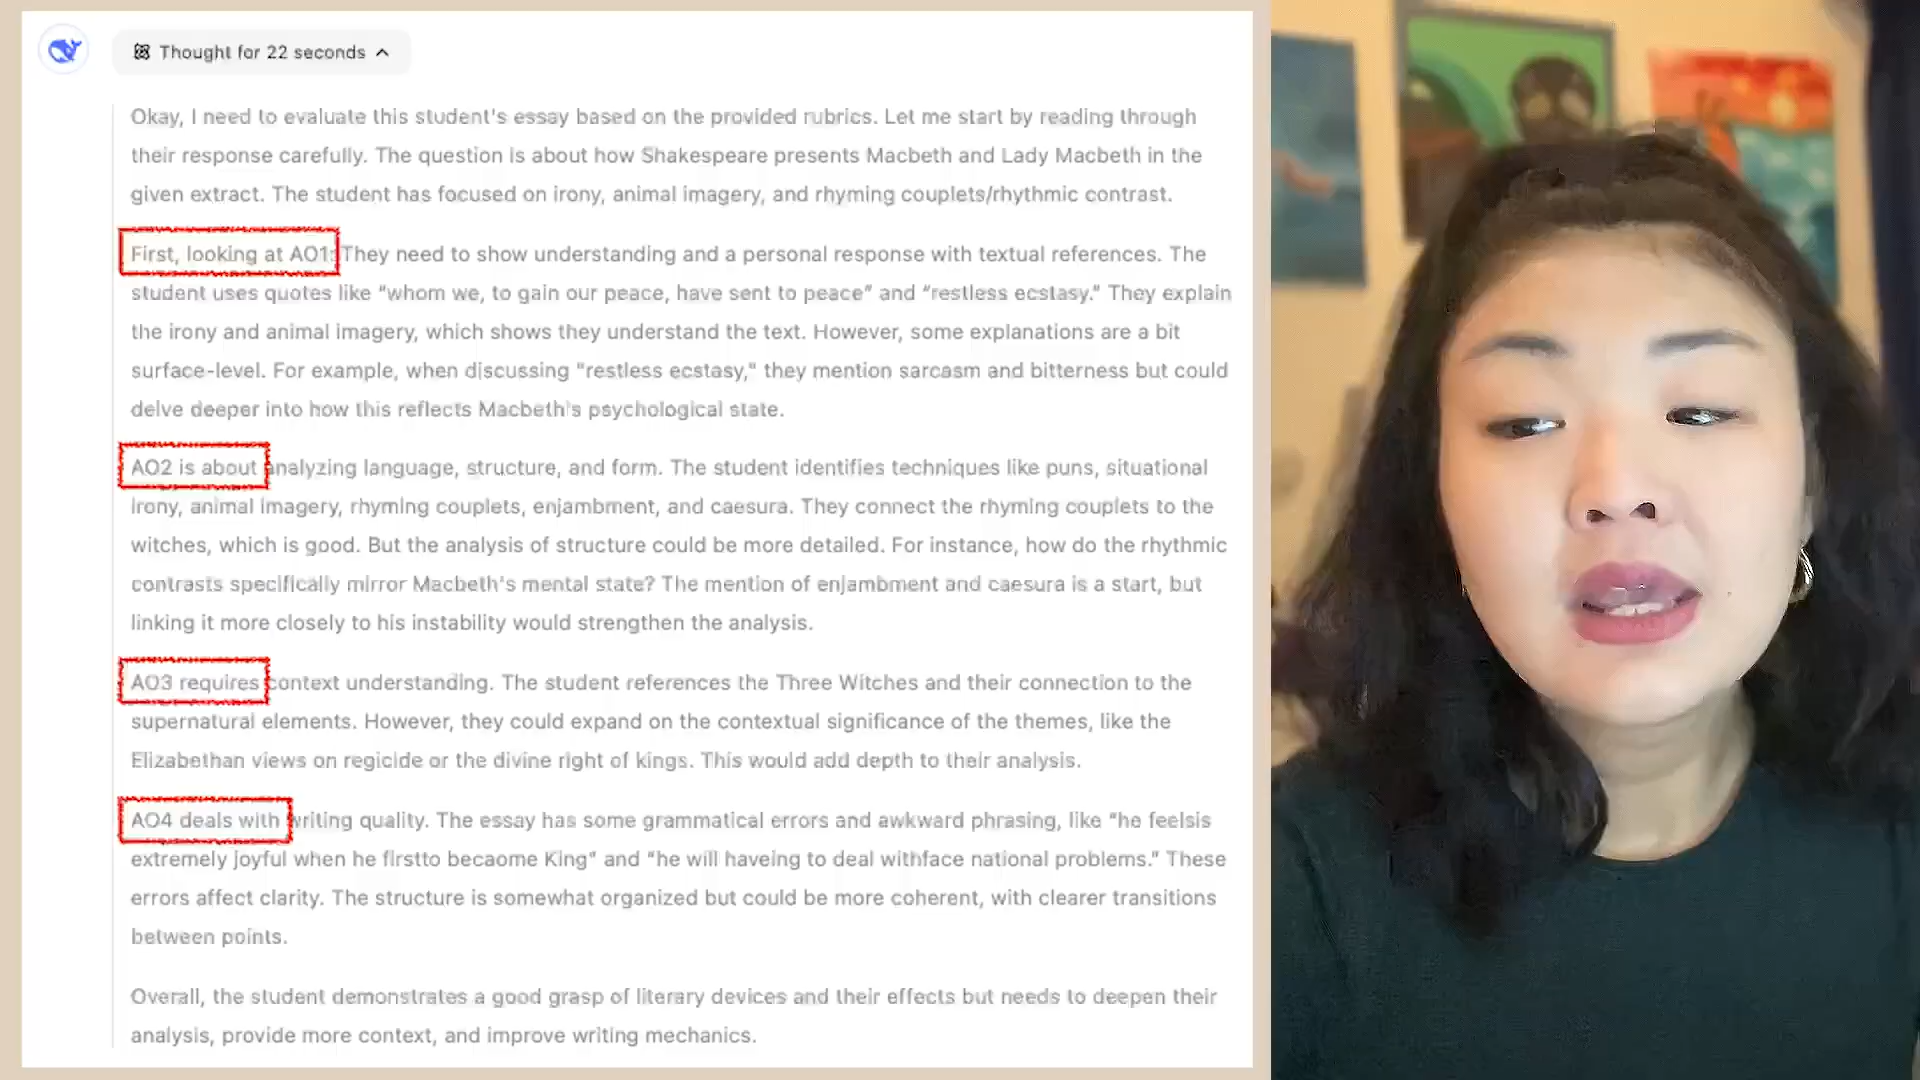 Thought for 22 seconds
Okay, I need to evaluate this student's essay based on the provided rubrics. Let me start by reading through
their response carefully. The question is about how Shakespeare presents Macbeth and Lady Macbeth in the
given extract. The student has focused on irony, animal imagery, and rhyming couplets/rhythmic contrast.
First, looking at AO1: They need to show understanding and a personal response with textual references. The
student uses quotes like “whom we, to gain our peace, have sent to peace” and “restless ecstasy.” They explain
the irony and animal imagery, which shows they understand the text. However, some explanations are a bit
surface-level. For example, when discussing "restless ecstasy," they mention sarcasm and bitterness but could
delve deeper into how this reflects Macbeth's psychological state.
AO2 is about analyzing language, structure, and form. The student identifies techniques like puns, situational
irony, animal imagery, rhyming couplets, enjambment, and caesura. They connect the rhyming couplets to the
witches, which is good. But the analysis of structure could be more detailed. For instance, how do the rhythmic
contrasts specifically mirror Macbeth's mental state? The mention of enjambment and caesura is a start, but
linking it more closely to his instability would strengthen the analysis.
AO3 requires context understanding. The student references the Three Witches and their connection to the
supernatural elements. However, they could expand on the contextual significance of the themes, like the
Elizabethan views on regicide or the divine right of kings. This would add depth to their analysis.
AO4 deals with writing quality. The essay has some grammatical errors and awkward phrasing, like “he feelsis
extremely joyful when he firstto becaome King” and “he will haveing to deal withface national problems.” These
errors affect clarity. The structure is somewhat organized but could be more coherent, with clearer transitions
between points.
Overall, the student demonstrates a good grasp of literary devices and their effects but needs to deepen their
analysis, provide more context, and improve writing mechanics.